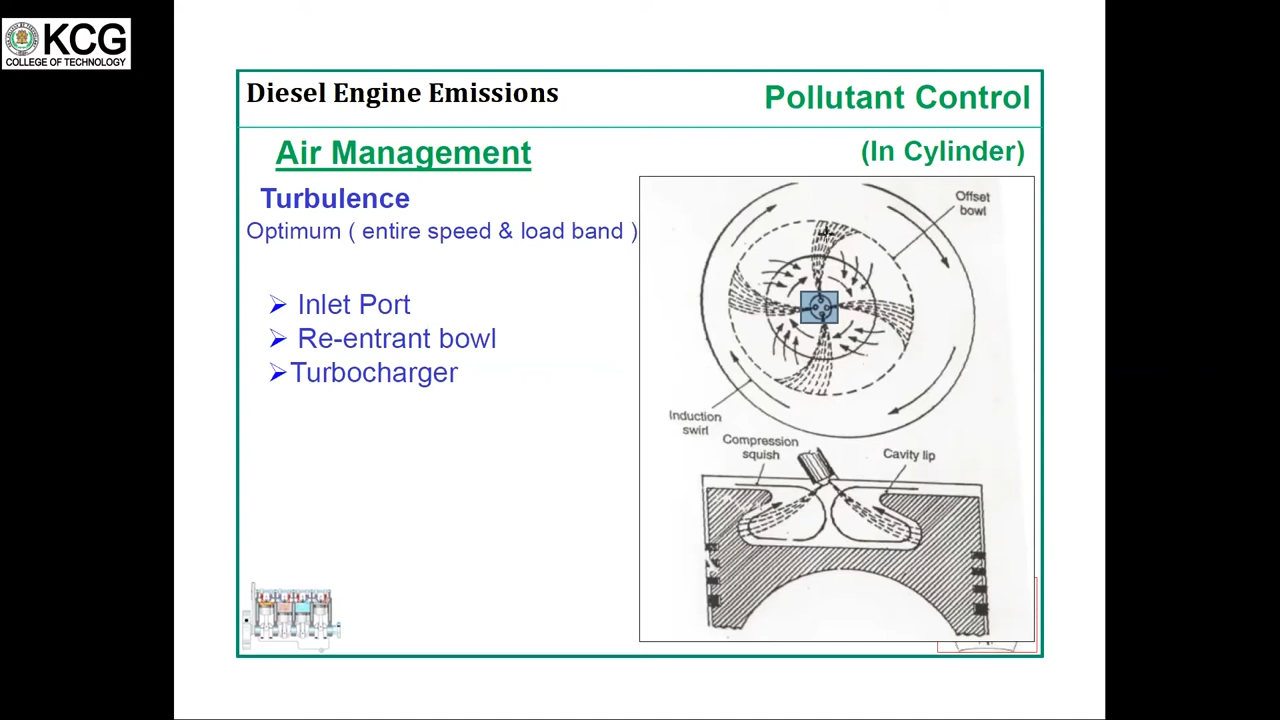 KCG
COLLEGE OF TECHNOLOGY
Diesel Engine Emissions
Pollutant Control
Air Management
(In Cylinder)
Turbulence
Optimum ( entire speed & load band )
Inlet Port
Re-entrant bowl
Turbocharger
Offset
bowl
Induction
swirl
Compression
squish
Cavity lip